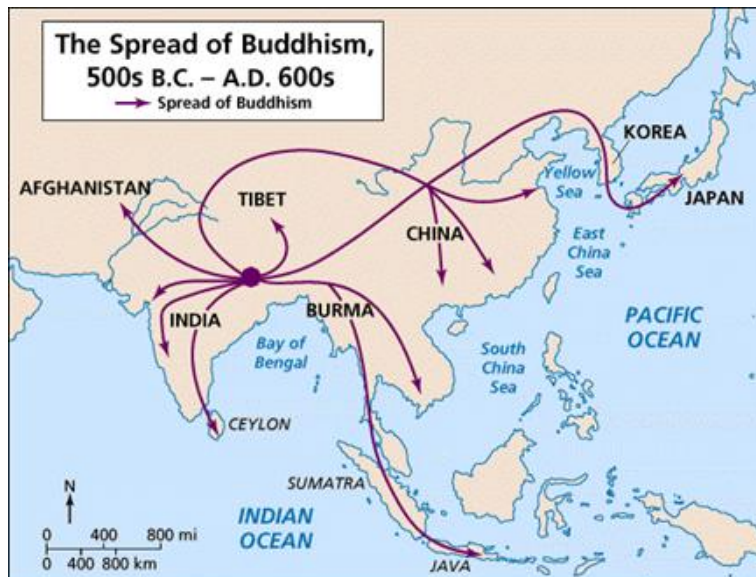 The Spread of Buddhism,
500s B.C. – A.D. 600s
Spread of Buddhism
KOREA
Yellow
Sea
JAPAN
AFGHANISTAN
TIBET
CHINA
East
China
Sea
INDIA
BURMA
PACIFIC
OCEAN
Bay of
Bengal
South
China
Sea
CEYLON
SUMATRA
N
INDIAN
OCEAN
0 400 800 mi
0 400 800 km
JAVA